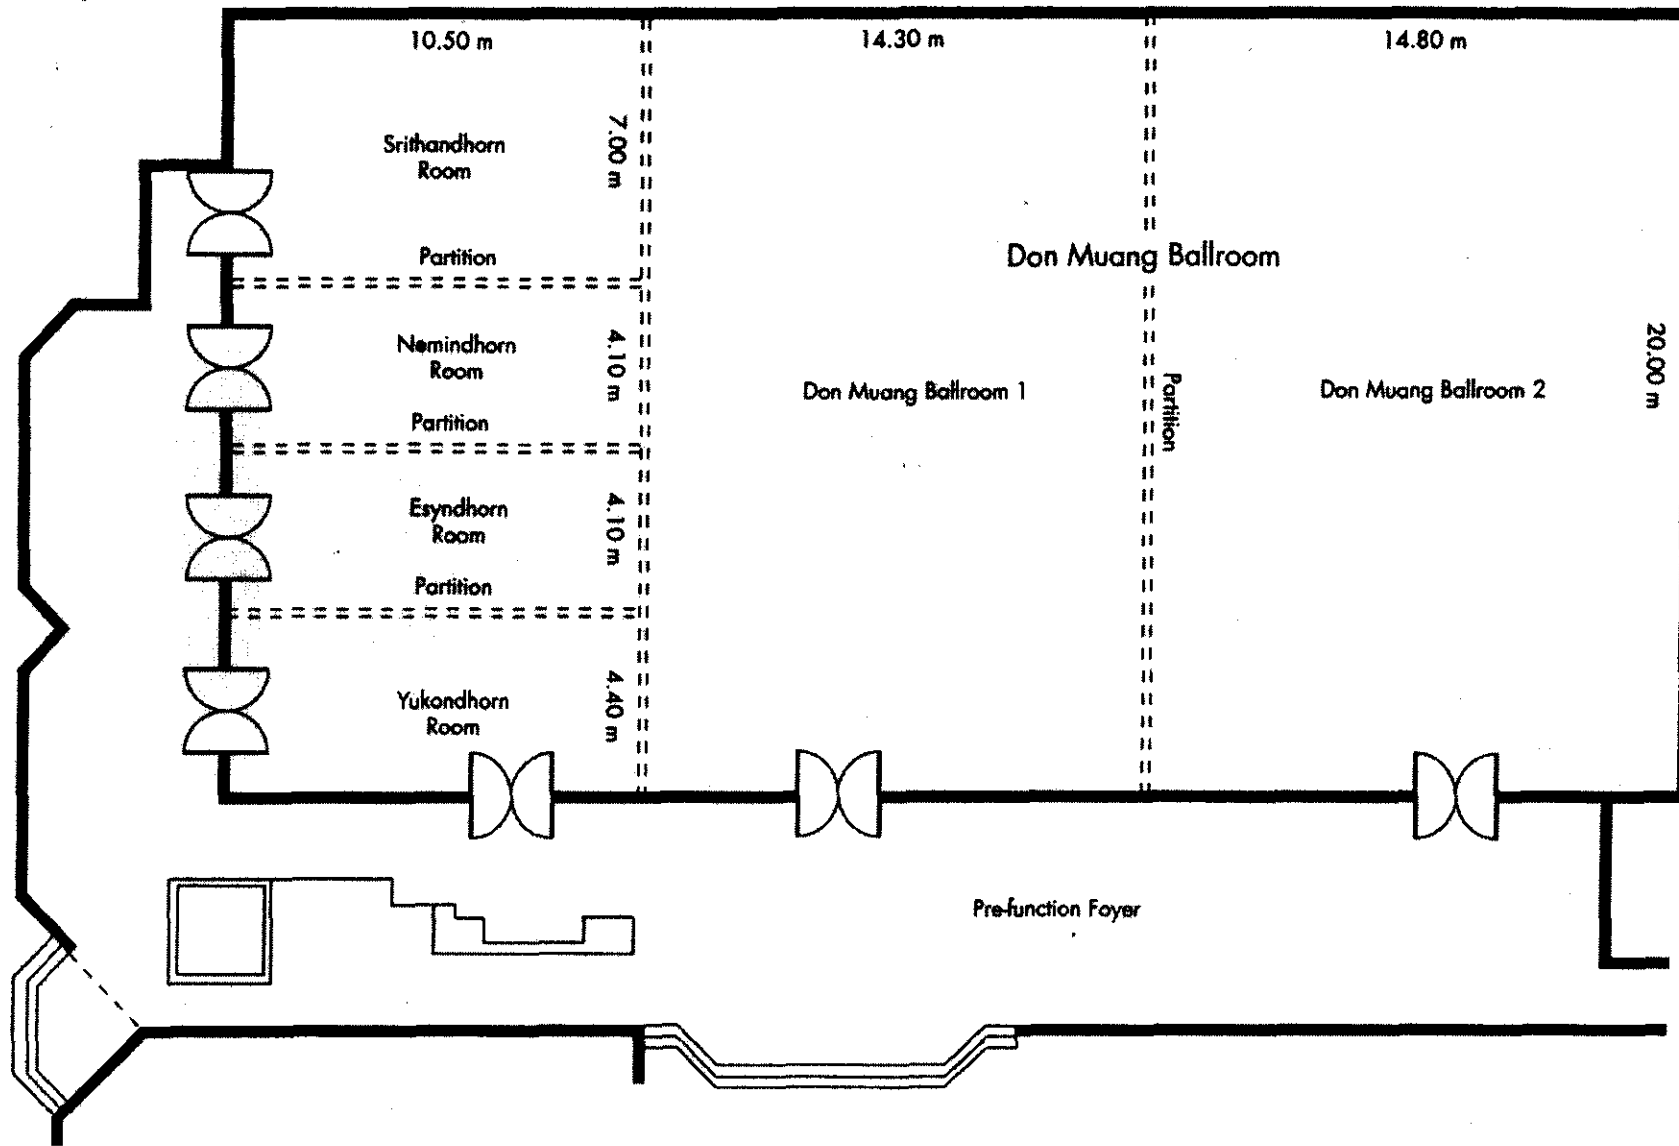 10.50 m
14.30 m
14.80 m
Srithandhorn
Room
7.00 m
Partition
Don Muang Ballroom
Nemindhorn
Room
4.10 m
Don Muang Ballroom 1
Partition
Don Muang Ballroom 2
20.00 m
Partition
Esyndhorn
Room
4.10 m
Partition
Yukondhorn
Room
4.40 m
Pre-function Foyer